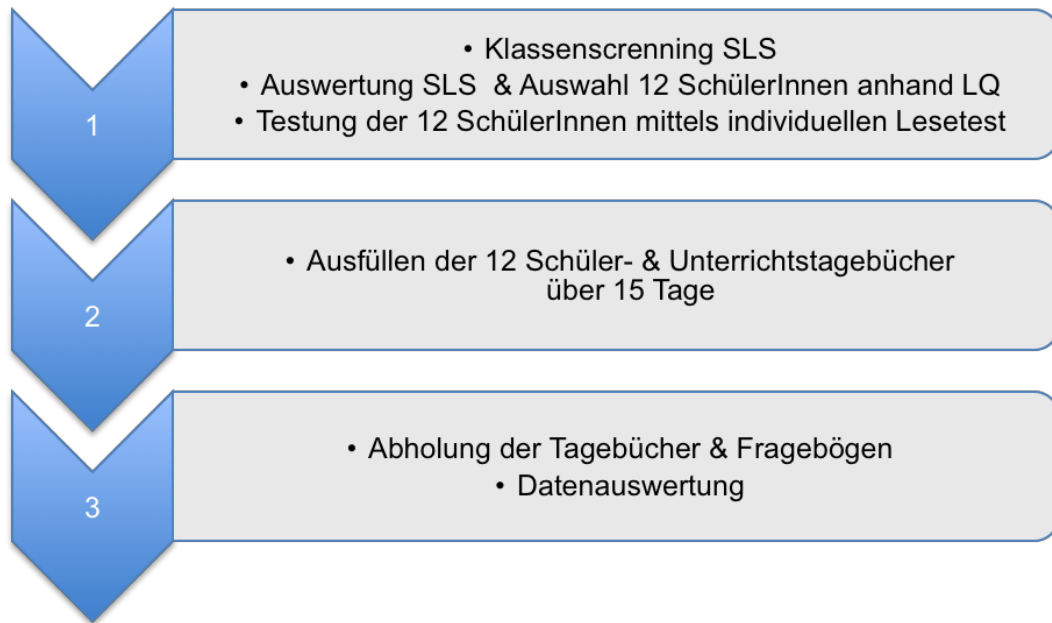 1
• Klassenscrenning SLS
• Auswertung SLS & Auswahl 12 SchülerInnen anhand LQ
• Testung der 12 SchülerInnen mittels individuellen Lesetest
2
• Ausfüllen der 12 Schüler- & Unterrichtstagebücher
über 15 Tage
3
• Abholung der Tagebücher & Fragebögen
• Datenauswertung